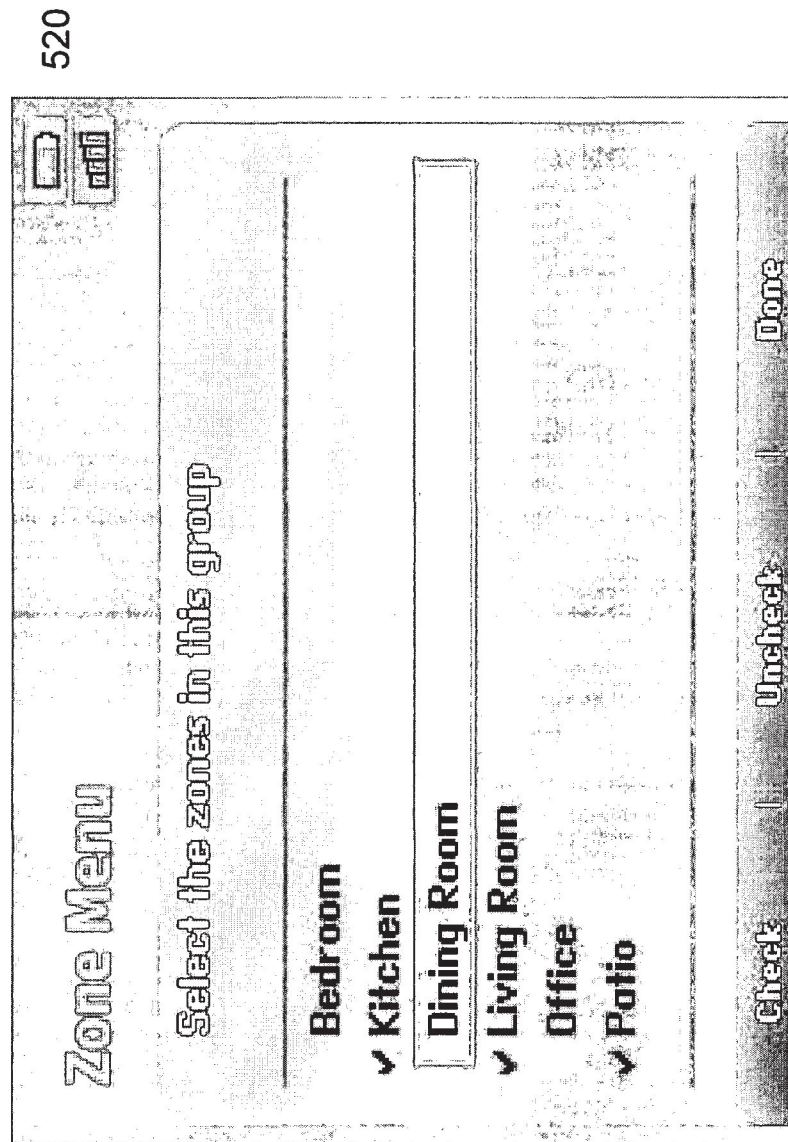 520
Zone Menu
Select the zones in this group
Bedroom
✓ Kitchen
Dining Room
✓ Living Room
Office
✓ Patio
Check | Uncheck | Done